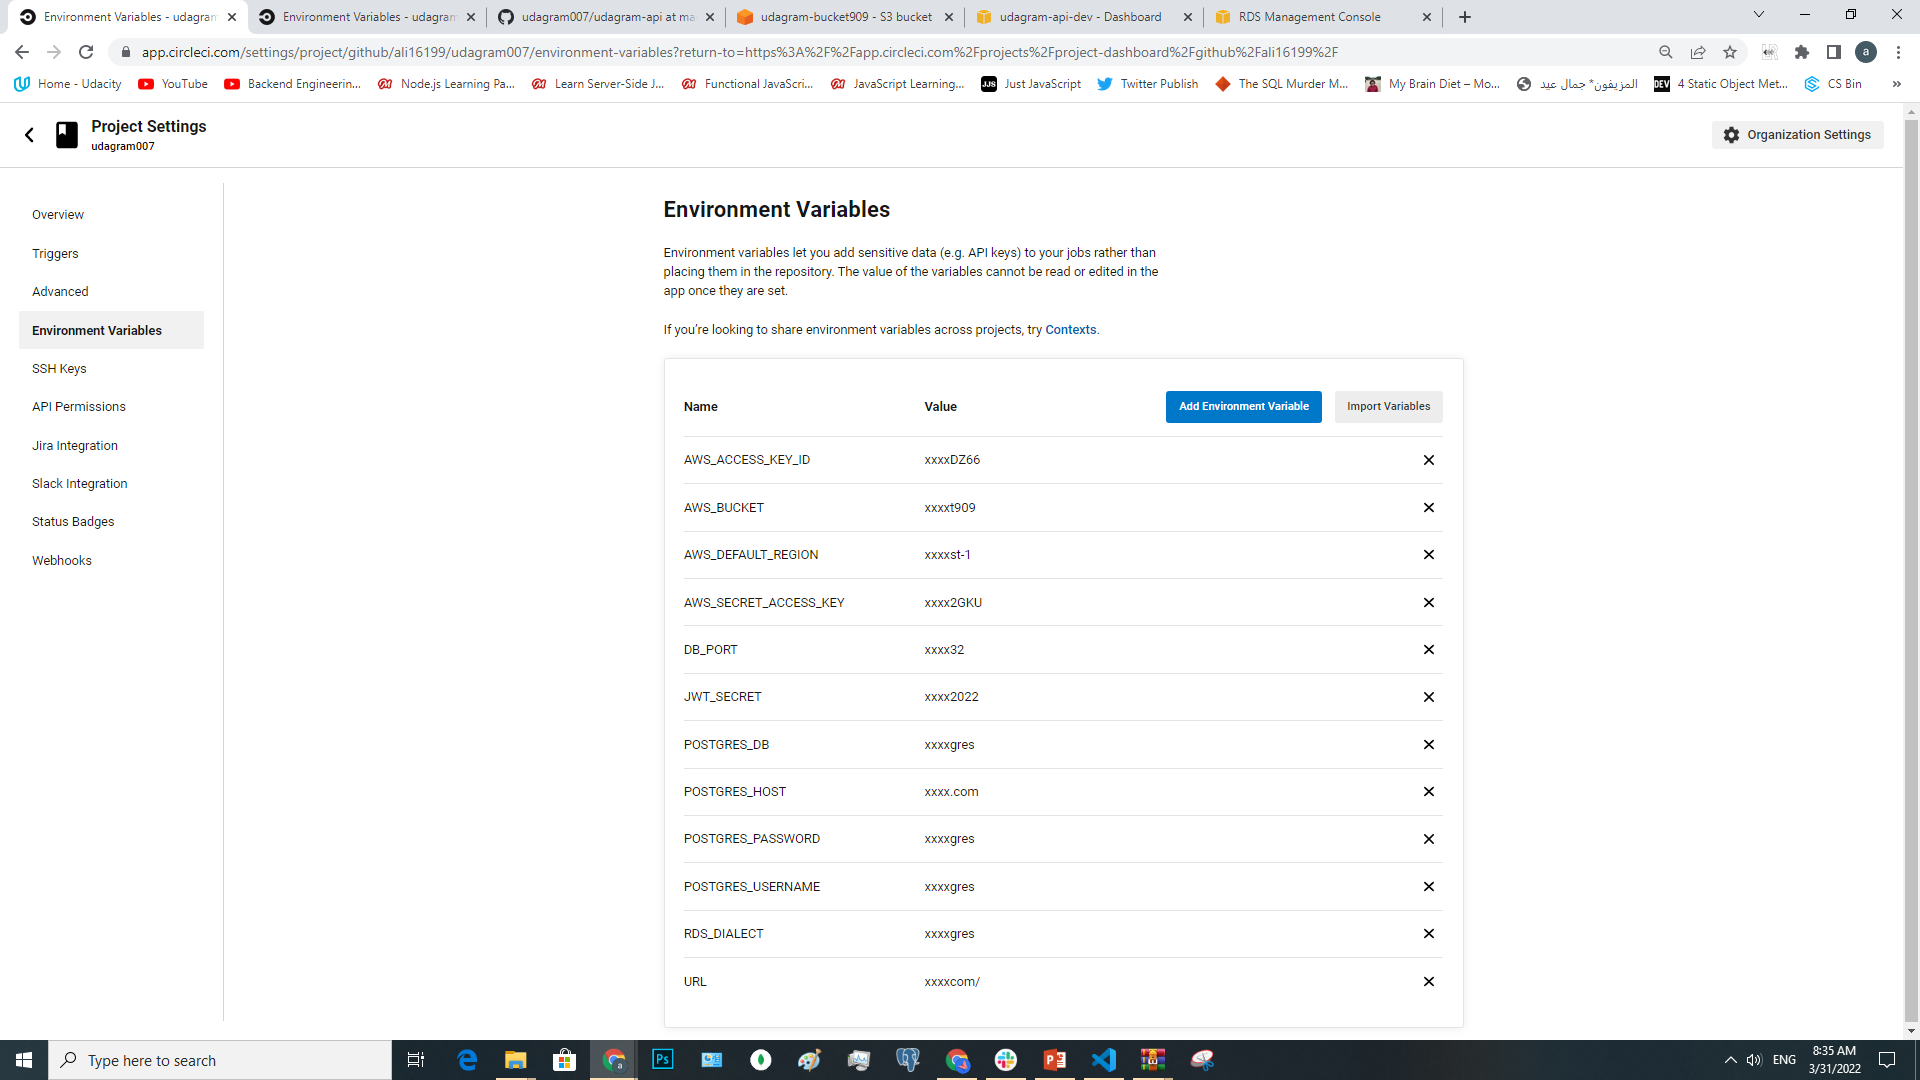 Environment Variables - udagram
Environment Variables - udagram
udagram007/udagram-api at ma
udagram-bucket909 - S3 bucket
udagram-api-dev - Dashboard
RDS Management Console
app.circleci.com/settings/project/github/ali16199/udagram007/environment-variables?return-to=https%3A%2F%2Fapp.circleci.com%2Fprojects%2Fproject-dashboard%2Fgithub%2Fali16199%2F
a
Home - Udacity
YouTube
Backend Engineerin...
Node.js Learning Pa...
Learn Server-Side J...
Functional JavaScri...
JavaScript Learning...
JJS
Just JavaScript
Twitter Publish
The SQL Murder M...
My Brain Diet – Mo...
المزيفون* جمال عيد
DEV
4 Static Object Met...
CS Bin
»
Project Settings
udagram007
Organization Settings
Overview
Triggers
Advanced
Environment Variables
SSH Keys
API Permissions
Jira Integration
Slack Integration
Status Badges
Webhooks
Environment Variables
Environment variables let you add sensitive data (e.g. API keys) to your jobs rather than
placing them in the repository. The value of the variables cannot be read or edited in the
app once they are set.
If you’re looking to share environment variables across projects, try Contexts.
Name Value Add Environment Variable Import Variables
AWS_ACCESS_KEY_ID xxxxDZ66
AWS_BUCKET xxxxt909
AWS_DEFAULT_REGION xxxxst-1
AWS_SECRET_ACCESS_KEY xxxx2GKU
DB_PORT xxxx32
JWT_SECRET xxxx2022
POSTGRES_DB xxxxgres
POSTGRES_HOST xxxx.com
POSTGRES_PASSWORD xxxxgres
POSTGRES_USERNAME xxxxgres
RDS_DIALECT xxxxgres
URL xxxxcom/
Type here to search
Ps
ENG
8:35 AM
3/31/2022